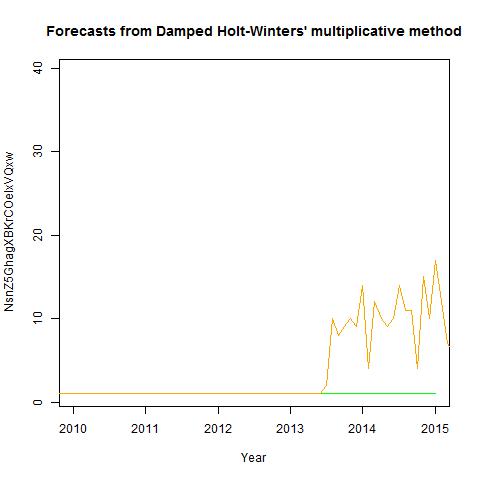 Forecasts from Damped Holt-Winters' multiplicative method
NsnZ5GhagXBKrCOelxVQxw
40
30
20
10
0
2010 2011 2012 2013 2014 2015
Year